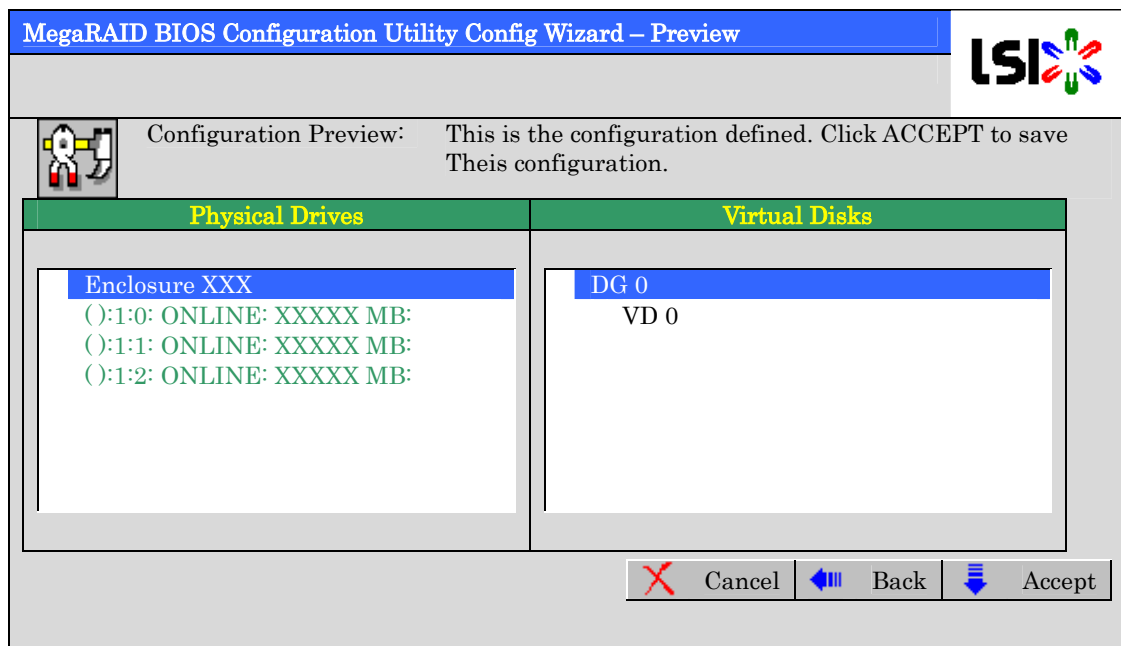 MegaRAID BIOS Configuration Utility Config Wizard – Preview
LSI
Configuration Preview: This is the configuration defined. Click ACCEPT to save
Theis configuration.
Physical Drives
Virtual Disks
Enclosure XXX
( ):1:0: ONLINE: XXXXX MB:
( ):1:1: ONLINE: XXXXX MB:
( ):1:2: ONLINE: XXXXX MB:
DG 0
VD 0
Cancel
Back
Accept